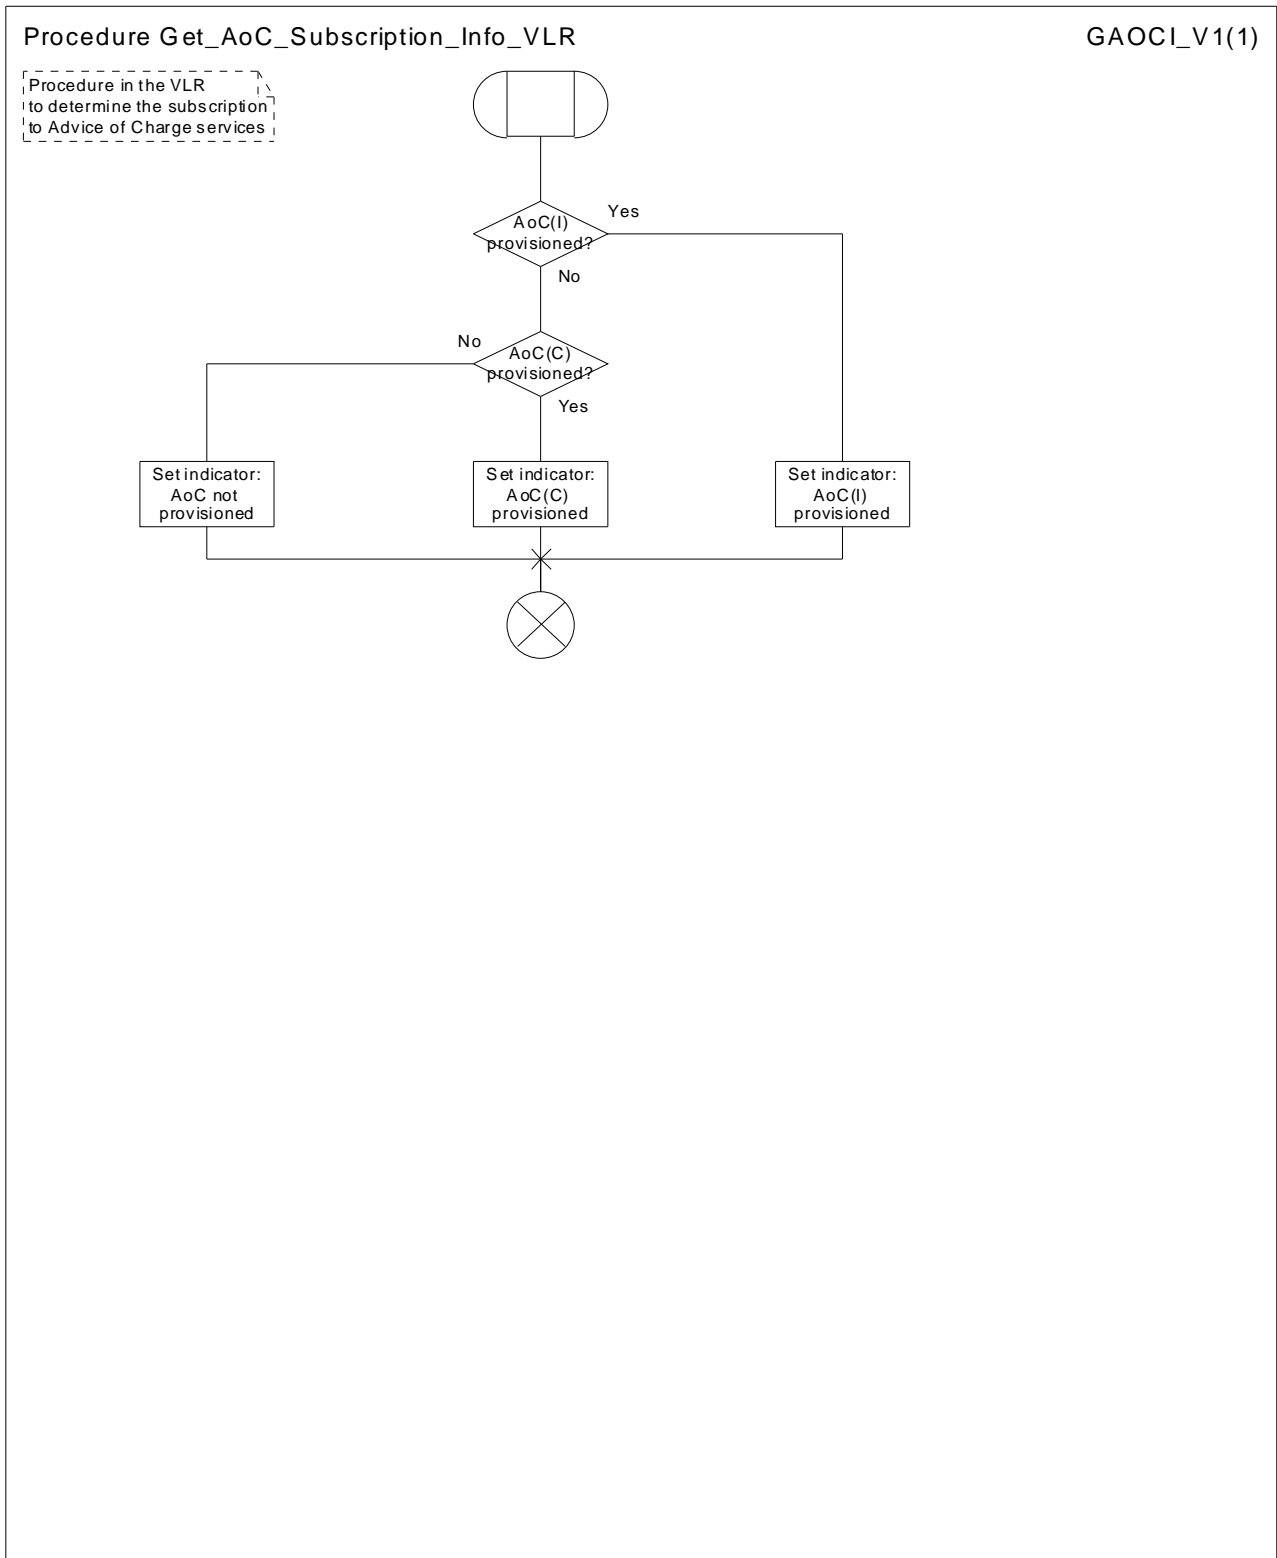 Procedure Get_AoC_Subscription_Info_VLR
GAOCI_V1(1)
Procedure in the VLR
to determine the subscription
to Advice of Charge services
AoC(I)
provisioned?
Yes
No
No
AoC(C)
provisioned?
Yes
Set indicator:
AoC not
provisioned
Set indicator:
AoC(C)
provisioned
Set indicator:
AoC(I)
provisioned